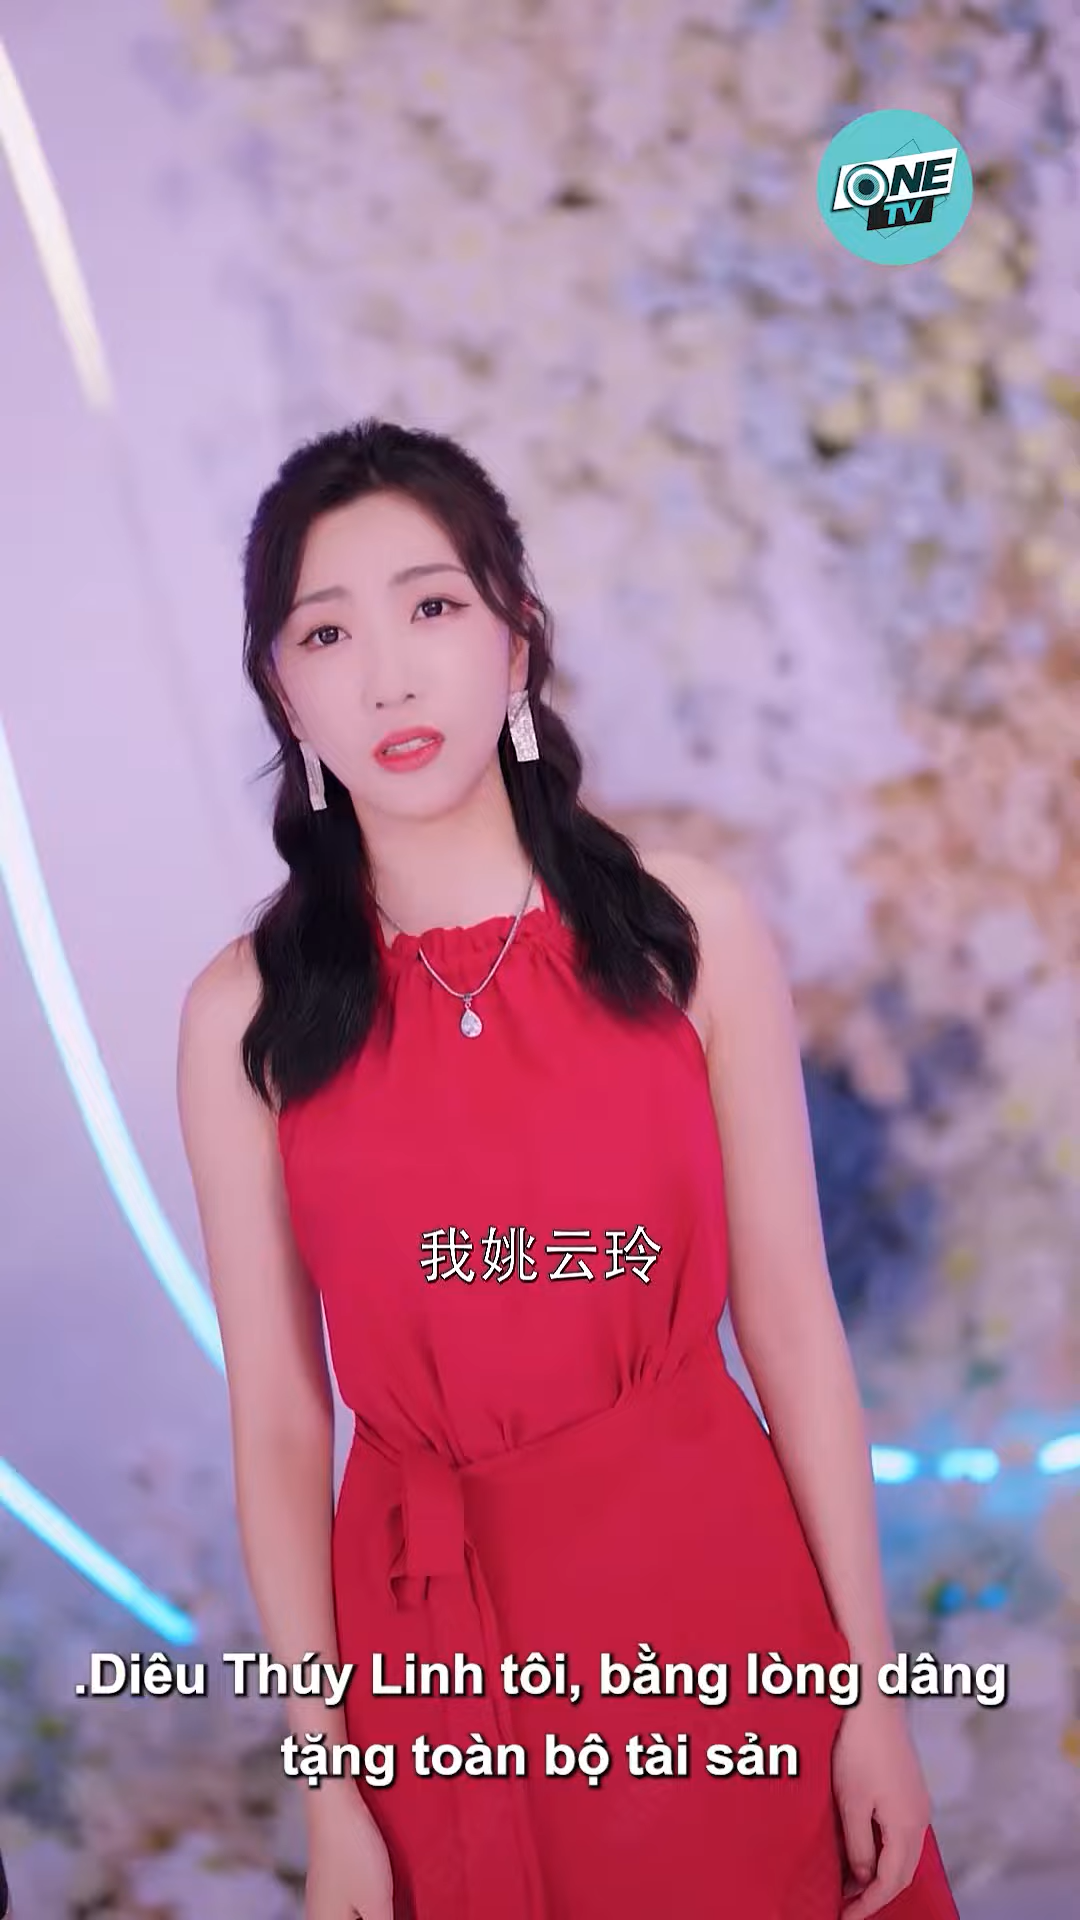 ONE
TV
我姚云玲
.Diêu Thúy Linh tôi, bằng lòng dâng
tặng toàn bộ tài sản